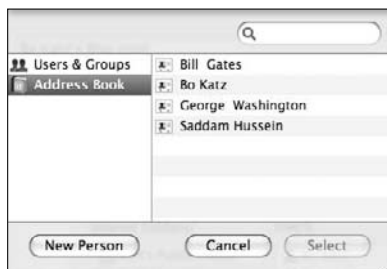 Users & Groups
Address Book
Bill Gates
Bo Katz
George Washington
Saddam Hussein
New Person
Cancel
Select